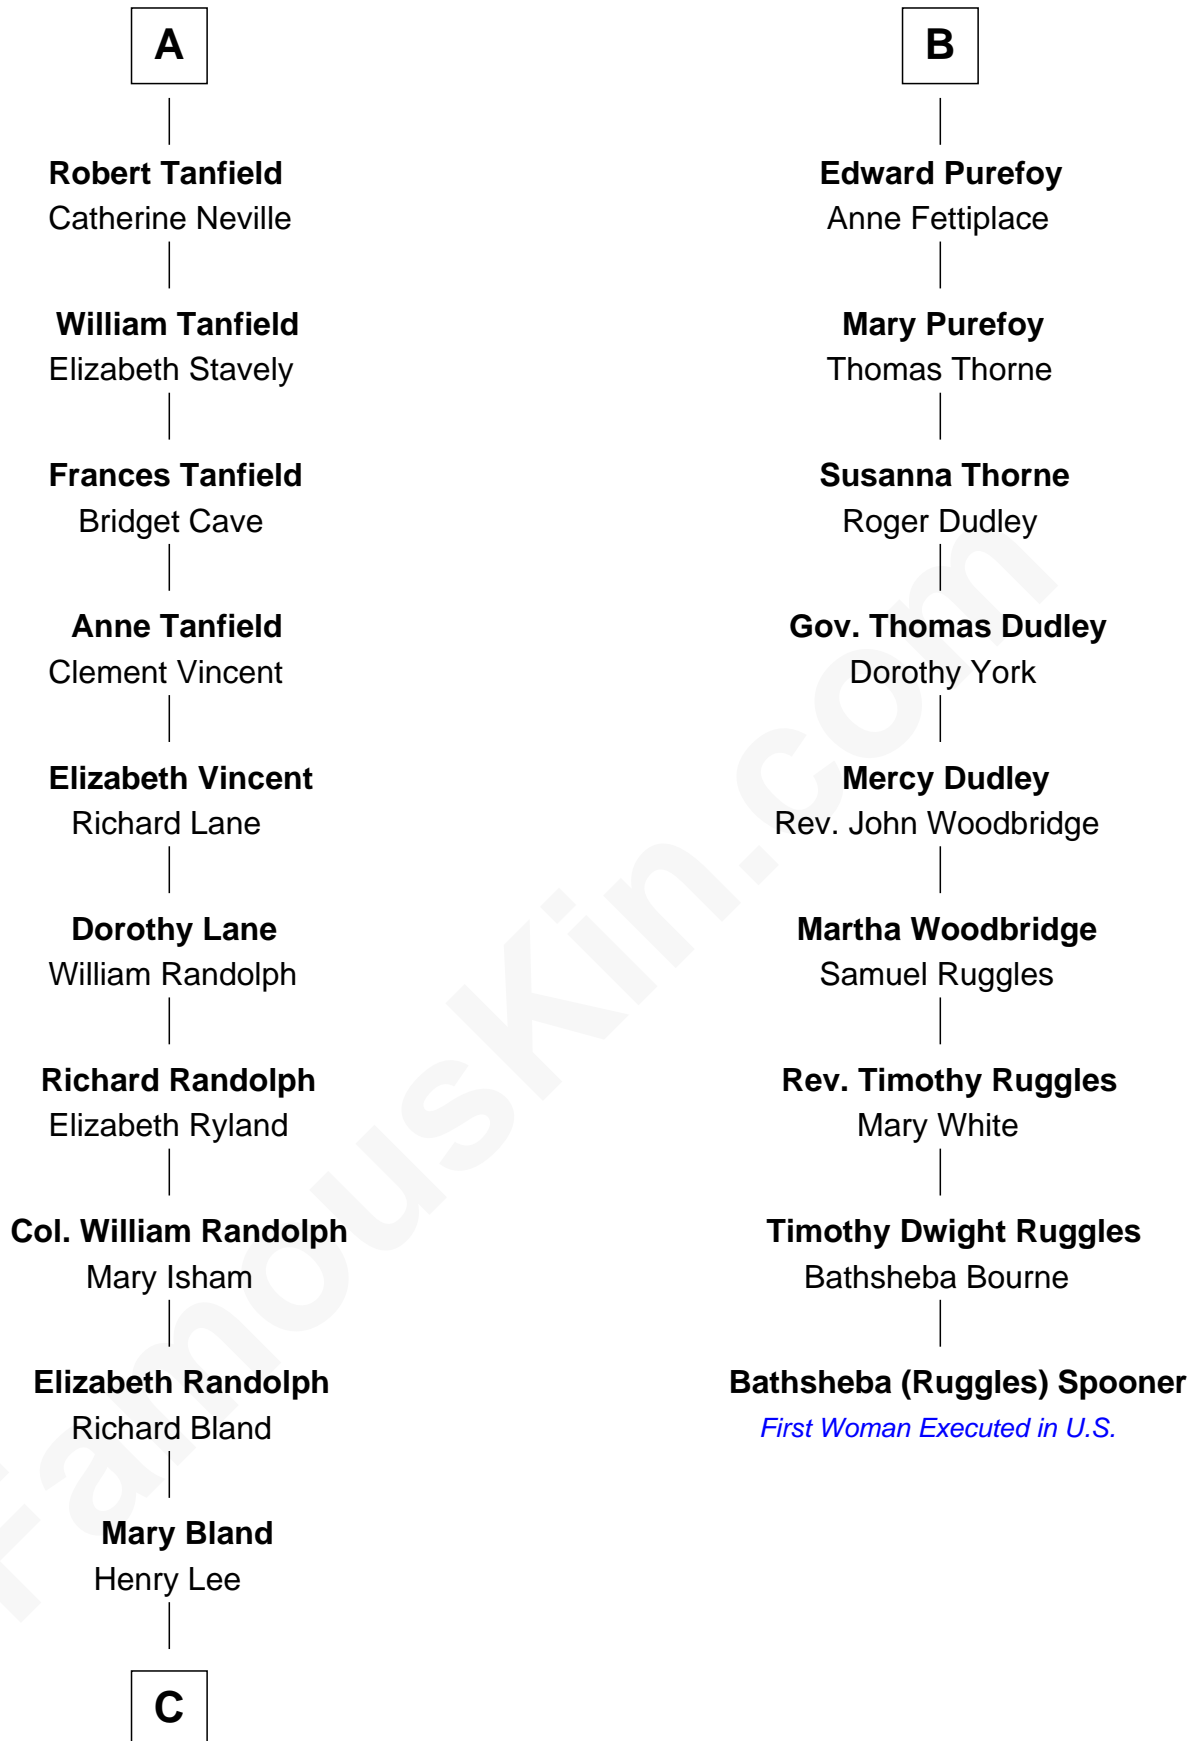 A
Robert Tanfield
Catherine Neville
William Tanfield
Elizabeth Stavely
Frances Tanfield
Bridget Cave
Anne Tanfield
Clement Vincent
Elizabeth Vincent
Richard Lane
Dorothy Lane
William Randolph
Richard Randolph
Elizabeth Ryland
Col. William Randolph
Mary Isham
Elizabeth Randolph
Richard Bland
Mary Bland
Henry Lee
C
B
Edward Purefoy
Anne Fettiplace
Mary Purefoy
Thomas Thorne
Susanna Thorne
Roger Dudley
Gov. Thomas Dudley
Dorothy York
Mercy Dudley
Rev. John Woodbridge
Martha Woodbridge
Samuel Ruggles
Rev. Timothy Ruggles
Mary White
Timothy Dwight Ruggles
Bathsheba Bourne
Bathsheba (Ruggles) Spooner
First Woman Executed in U.S.
FamousKin.com